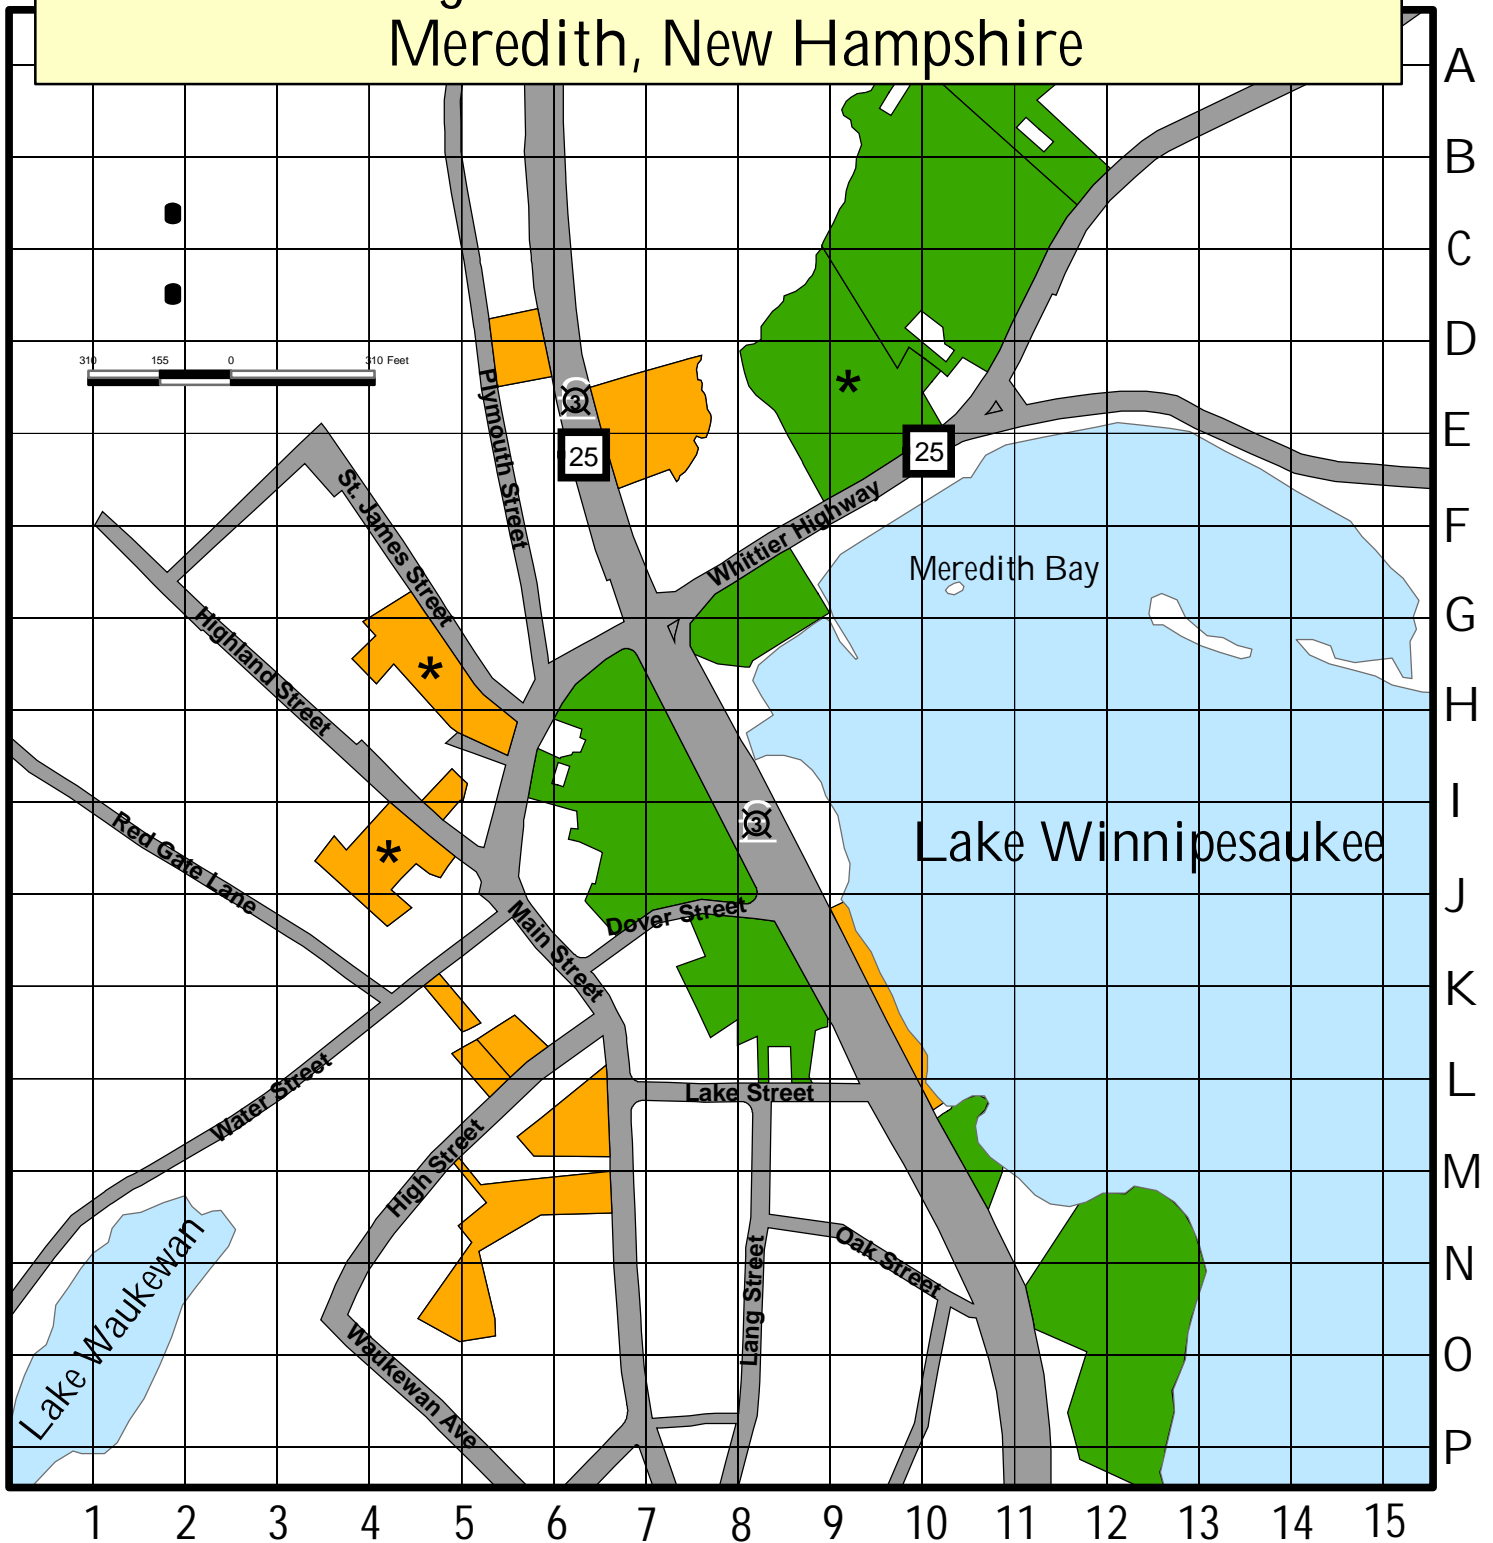 Meredith, New Hampshire
A
B
C
D
310 155 0 310 Feet
Plymouth Street
3
E
25
25
St. James Street
Whittier Highway
F
Meredith Bay
G
Highland Street
*
*
*
H
I
3
Lake Winnipesaukee
Red Gate Lane
J
Dover Street
Main Street
K
Water Street
Lake Street
L
High Street
M
Lake Waukewan
Oak Street
Lang Street
N
Waukewan Ave
O
P
1 2 3 4 5 6 7 8 9 10 11 12 13 14 15